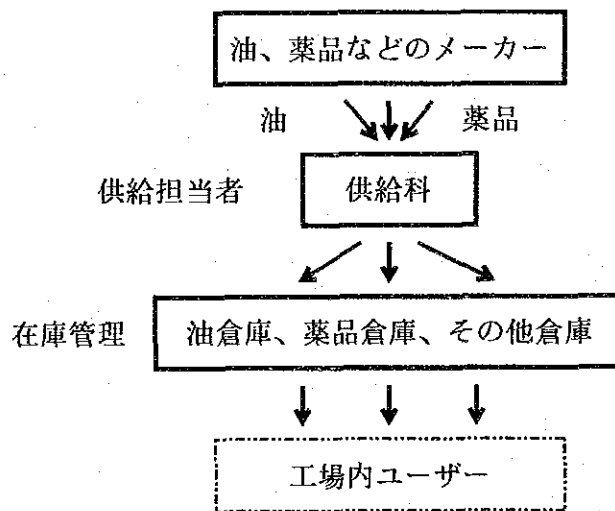 油、薬品などのメーカー
油 薬品
供給担当者 供給科
在庫管理 油倉庫、薬品倉庫、その他倉庫
工場内ユーザー